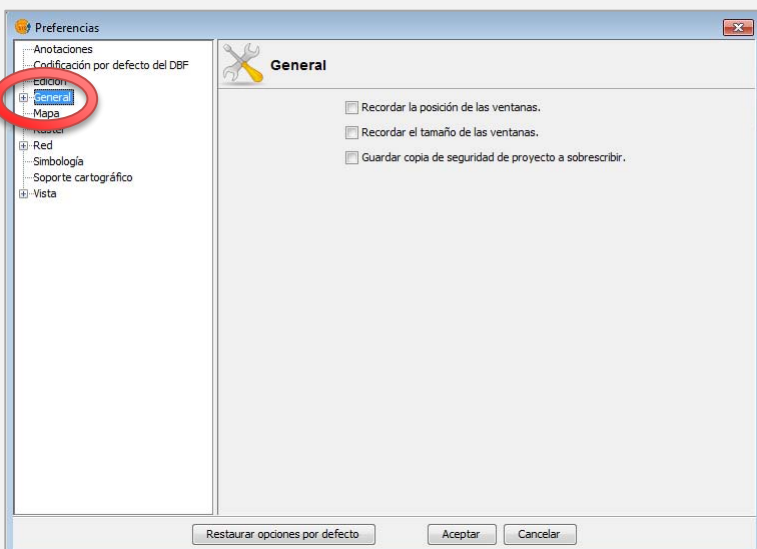 Preferencias
Anotaciones
Codificación por defecto del DBF
Edición
General
Mapa
Raster
Red
Simbología
Soporte cartográfico
Vista
General
Recordar la posición de las ventanas.
Recordar el tamaño de las ventanas.
Guardar copia de seguridad de proyecto a sobrescribir.
Restaurar opciones por defecto
Aceptar
Cancelar